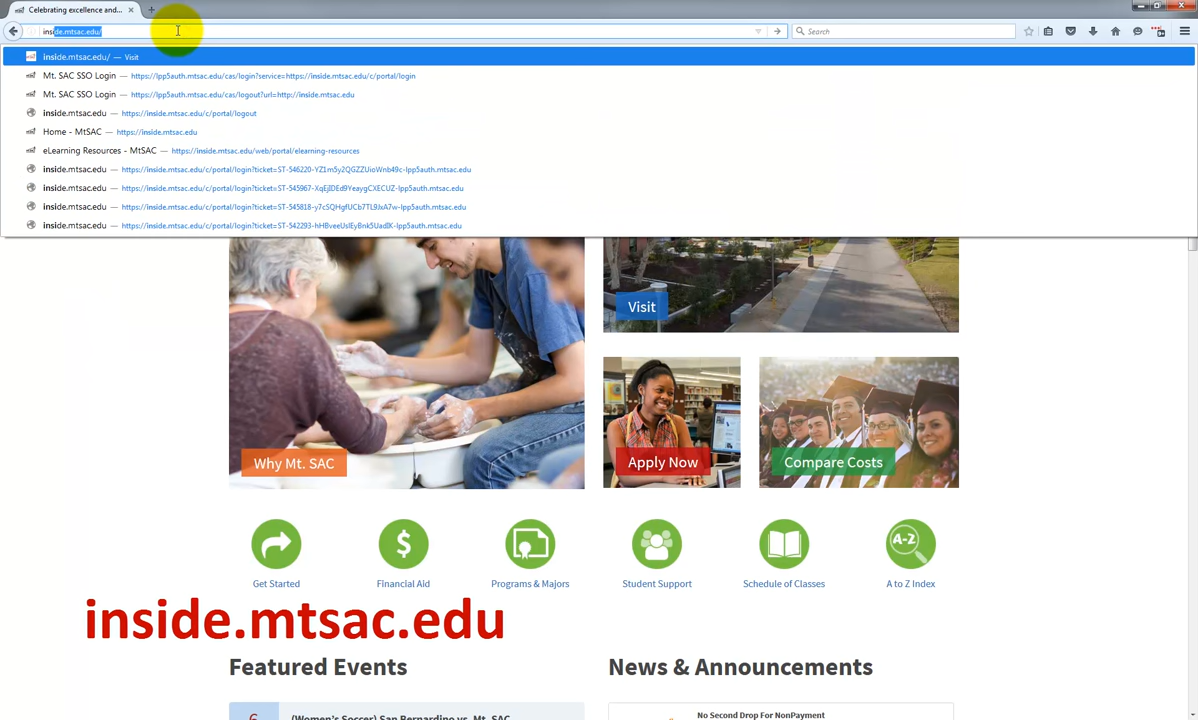 Celebrating excellence and...
inside.mtsac.edu/
Search
inside.mtsac.edu/ — Visit
Mt. SAC SSO Login — https://lpp5auth.mtsac.edu/cas/login?service=https://inside.mtsac.edu/c/portal/login
Mt. SAC SSO Login — https://lpp5auth.mtsac.edu/cas/logout?url=http://inside.mtsac.edu
inside.mtsac.edu — https://inside.mtsac.edu/c/portal/logout
Home - MtSAC — https://inside.mtsac.edu
eLearning Resources - MtSAC — https://inside.mtsac.edu/web/portal/elearning-resources
inside.mtsac.edu — https://inside.mtsac.edu/c/portal/login?ticket=ST-546220-YZ1m5y2QGZZUioWnb49c-lpp5auth.mtsac.edu
inside.mtsac.edu — https://inside.mtsac.edu/c/portal/login?ticket=ST-545967-XqEjIDEd9YeaygCXECUZ-lpp5auth.mtsac.edu
inside.mtsac.edu — https://inside.mtsac.edu/c/portal/login?ticket=ST-545818-y7cSQHgfUCb7TL9JxA7w-lpp5auth.mtsac.edu
inside.mtsac.edu — https://inside.mtsac.edu/c/portal/login?ticket=ST-542293-hHBveeUslEyBnk5UadIK-lpp5auth.mtsac.edu
Visit
Why Mt. SAC
Apply Now
Compare Costs
$
A-Z
Get Started
Financial Aid
Programs & Majors
Student Support
Schedule of Classes
A to Z Index
inside.mtsac.edu
Featured Events
News & Announcements
(Women's Soccer) San Bernardino vs. Mt. SAC
No Second Drop For NonPayment